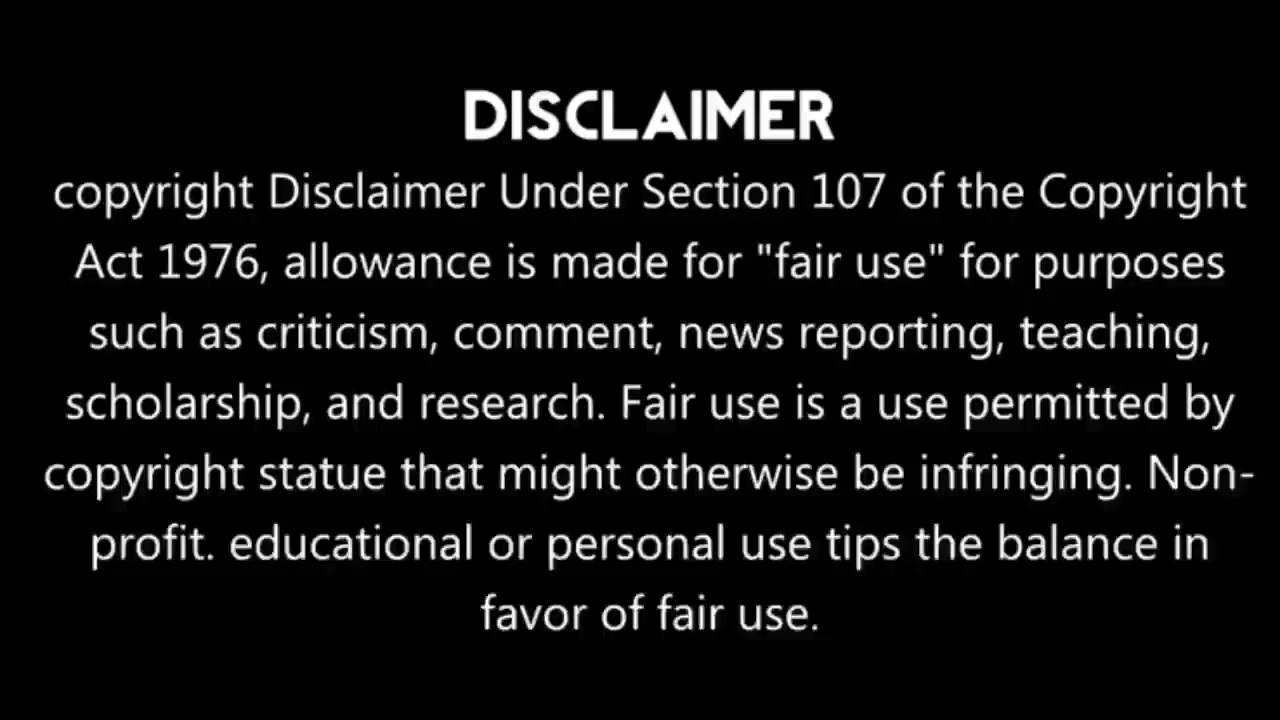 DISCLAIMER
copyright Disclaimer Under Section 107 of the Copyright
Act 1976, allowance is made for "fair use" for purposes
such as criticism, comment, news reporting, teaching,
scholarship, and research. Fair use is a use permitted by
copyright statue that might otherwise be infringing. Non-
profit. educational or personal use tips the balance in
favor of fair use.